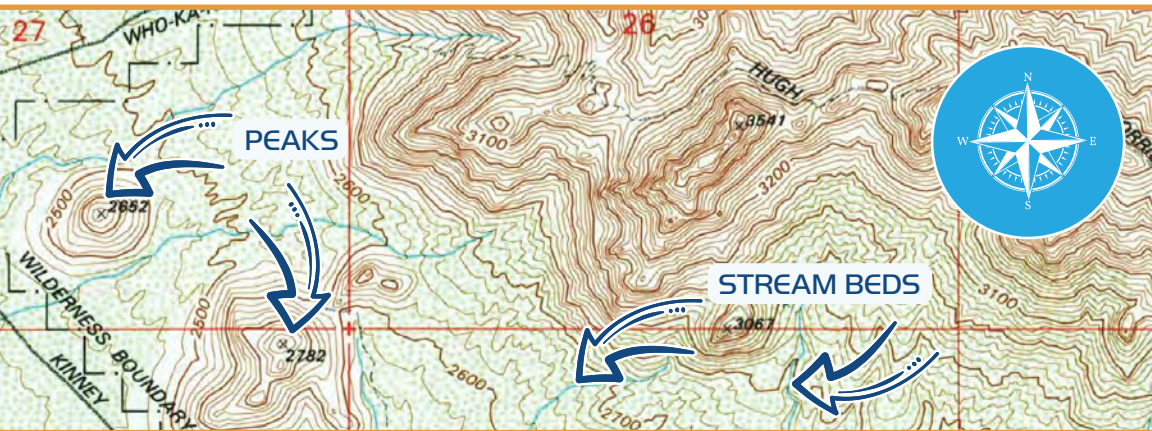 27
WHO-KA-
26
HUGH
N
W
E
S
PEAKS
3541
3100
3200
2600
2500
2652
WILDERNESS BOUNDARY
STREAM BEDS
3100
2500
3067
2782
KINNEY
2600
2700